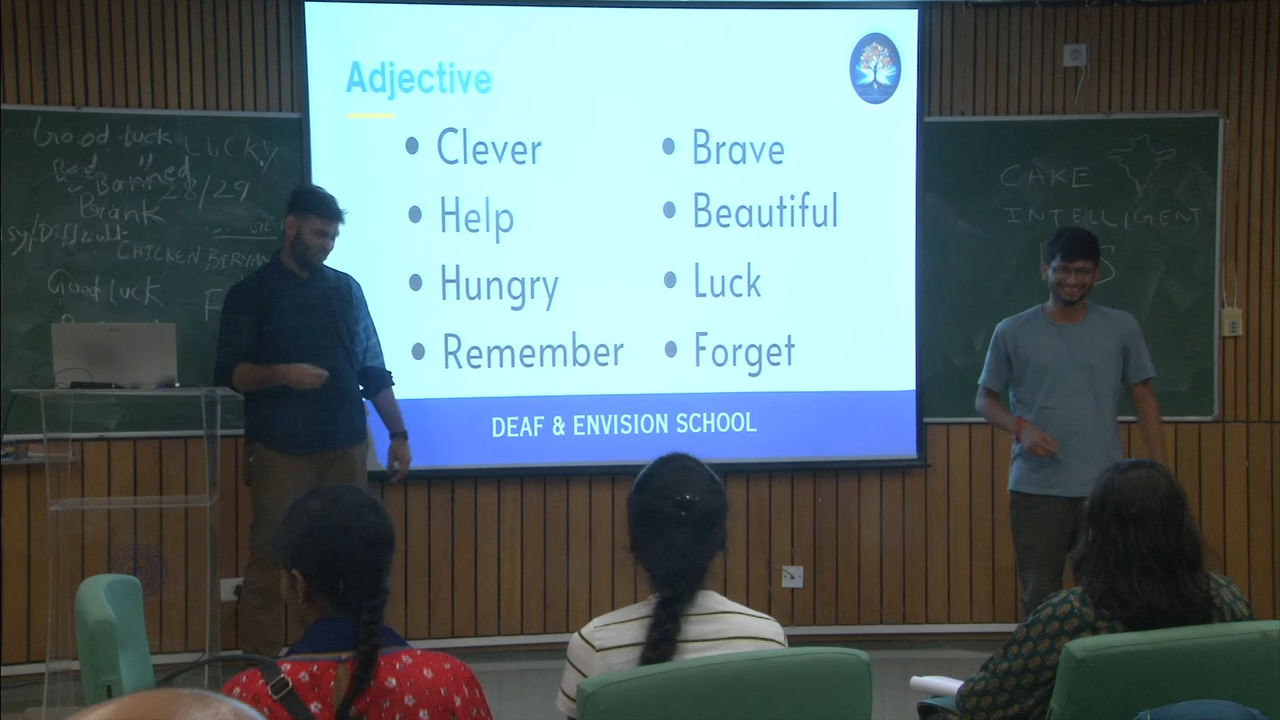 Adjective
Clever
Help
Hungry
Remember
Brave
Beautiful
Luck
Forget
DEAF & ENVISION SCHOOL
Good luck LUCKY
Bad
Banned
28/29
Prank
CHICKEN
Good luck
CAKE
INTELLIGENT